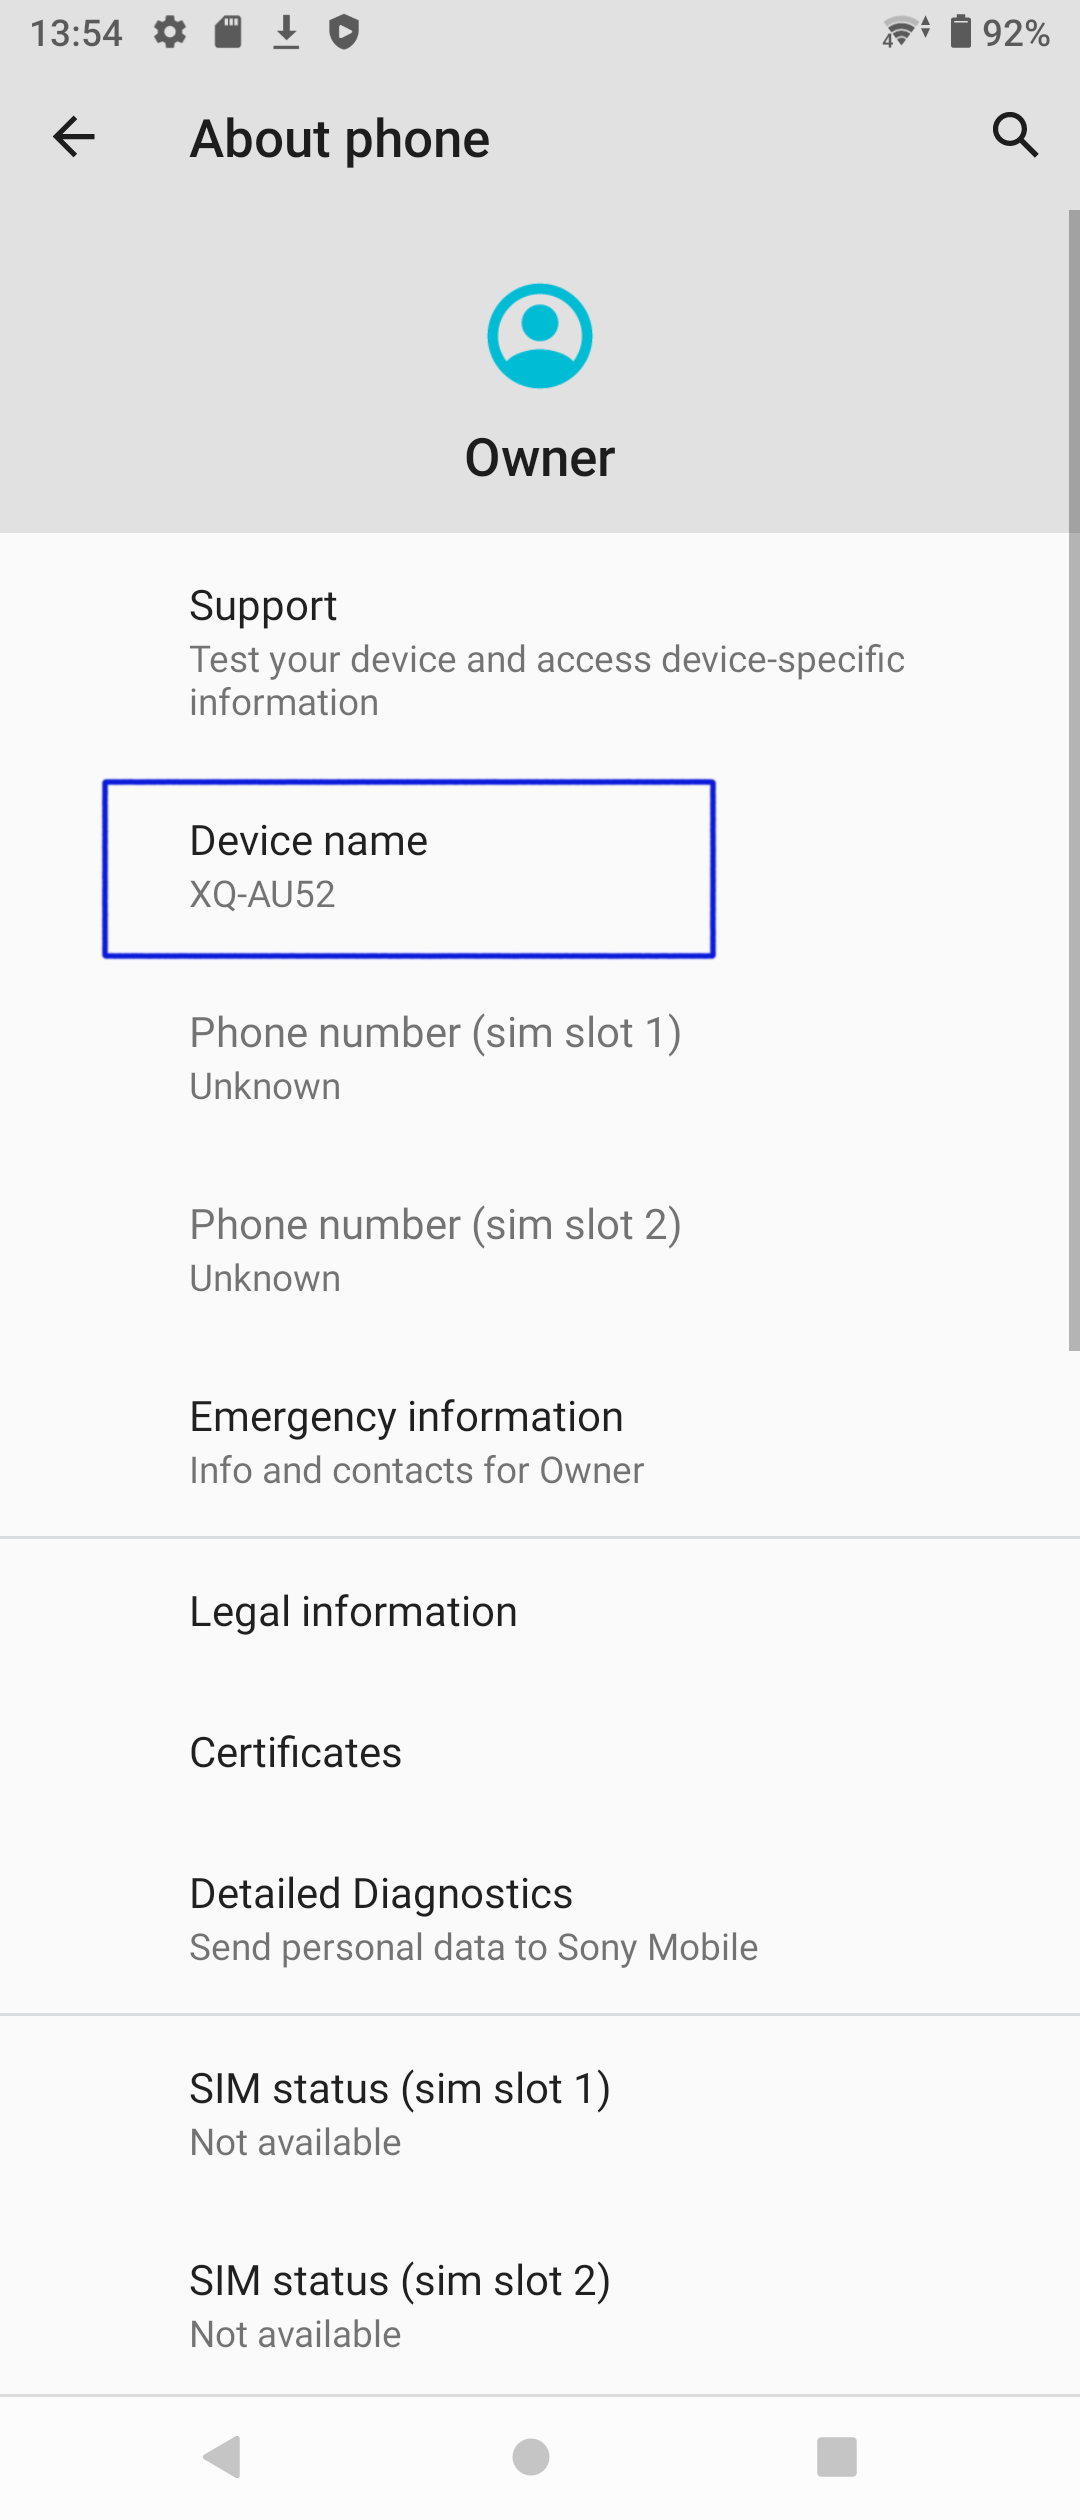 13:54
4
92%
About phone
Owner
Support
Test your device and access device-specific
information
Device name
XQ-AU52
Phone number (sim slot 1)
Unknown
Phone number (sim slot 2)
Unknown
Emergency information
Info and contacts for Owner
Legal information
Certificates
Detailed Diagnostics
Send personal data to Sony Mobile
SIM status (sim slot 1)
Not available
SIM status (sim slot 2)
Not available